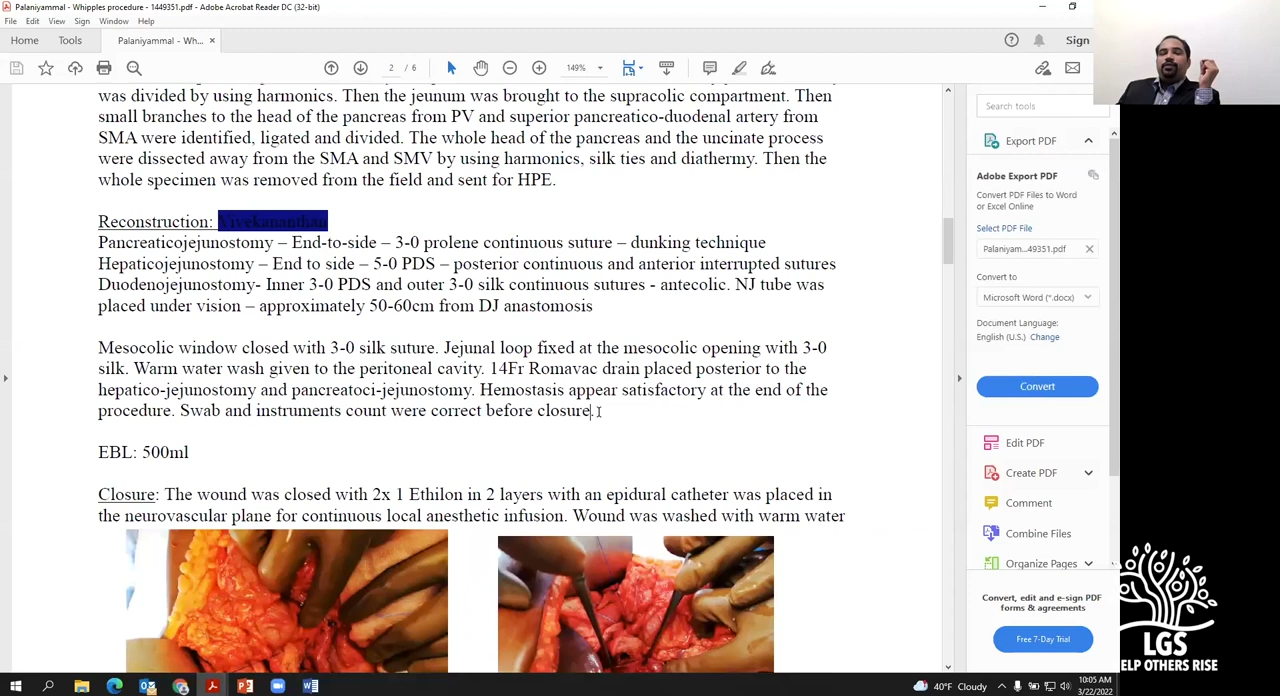 Palaniyammal - Whipples procedure - 1449351.pdf - Adobe Acrobat Reader DC (32-bit)
File Edit View Sign Window Help
Home Tools Palaniyammal - Wh... × Sign
2 / 6 149%
was divided by using harmonics. Then the jeunum was brought to the supracolic compartment. Then
small branches to the head of the pancreas from PV and superior pancreatico-duodenal artery from
SMA were identified, ligated and divided. The whole head of the pancreas and the uncinate process
were dissected away from the SMA and SMV by using harmonics, silk ties and diathermy. Then the
whole specimen was removed from the field and sent for HPE.
Reconstruction: Vivekananthan
Pancreaticojejunostomy – End-to-side – 3-0 prolene continuous suture – dunking technique
Hepaticojejunostomy – End to side – 5-0 PDS – posterior continuous and anterior interrupted sutures
Duodenojejunostomy- Inner 3-0 PDS and outer 3-0 silk continuous sutures - antecolic. NJ tube was
placed under vision – approximately 50-60cm from DJ anastomosis
Mesocolic window closed with 3-0 silk suture. Jejunal loop fixed at the mesocolic opening with 3-0
silk. Warm water wash given to the peritoneal cavity. 14Fr Romavac drain placed posterior to the
hepatico-jejunostomy and pancreatoci-jejunostomy. Hemostasis appear satisfactory at the end of the
procedure. Swab and instruments count were correct before closure.
EBL: 500ml
Closure: The wound was closed with 2x 1 Ethilon in 2 layers with an epidural catheter was placed in
the neurovascular plane for continuous local anesthetic infusion. Wound was washed with warm water
Search tools
Export PDF
Adobe Export PDF
Convert PDF Files to Word
or Excel Online
Select PDF File
Palaniyam...49351.pdf
Convert to
Microsoft Word (*.docx)
Document Language:
English (U.S.) Change
Convert
Edit PDF
Create PDF
Comment
Combine Files
Organize Pages
Convert, edit and e-sign PDF
forms & agreements
Free 7-Day Trial
LGS
HELP OTHERS RISE
40°F Cloudy
10:05 AM
3/22/2022